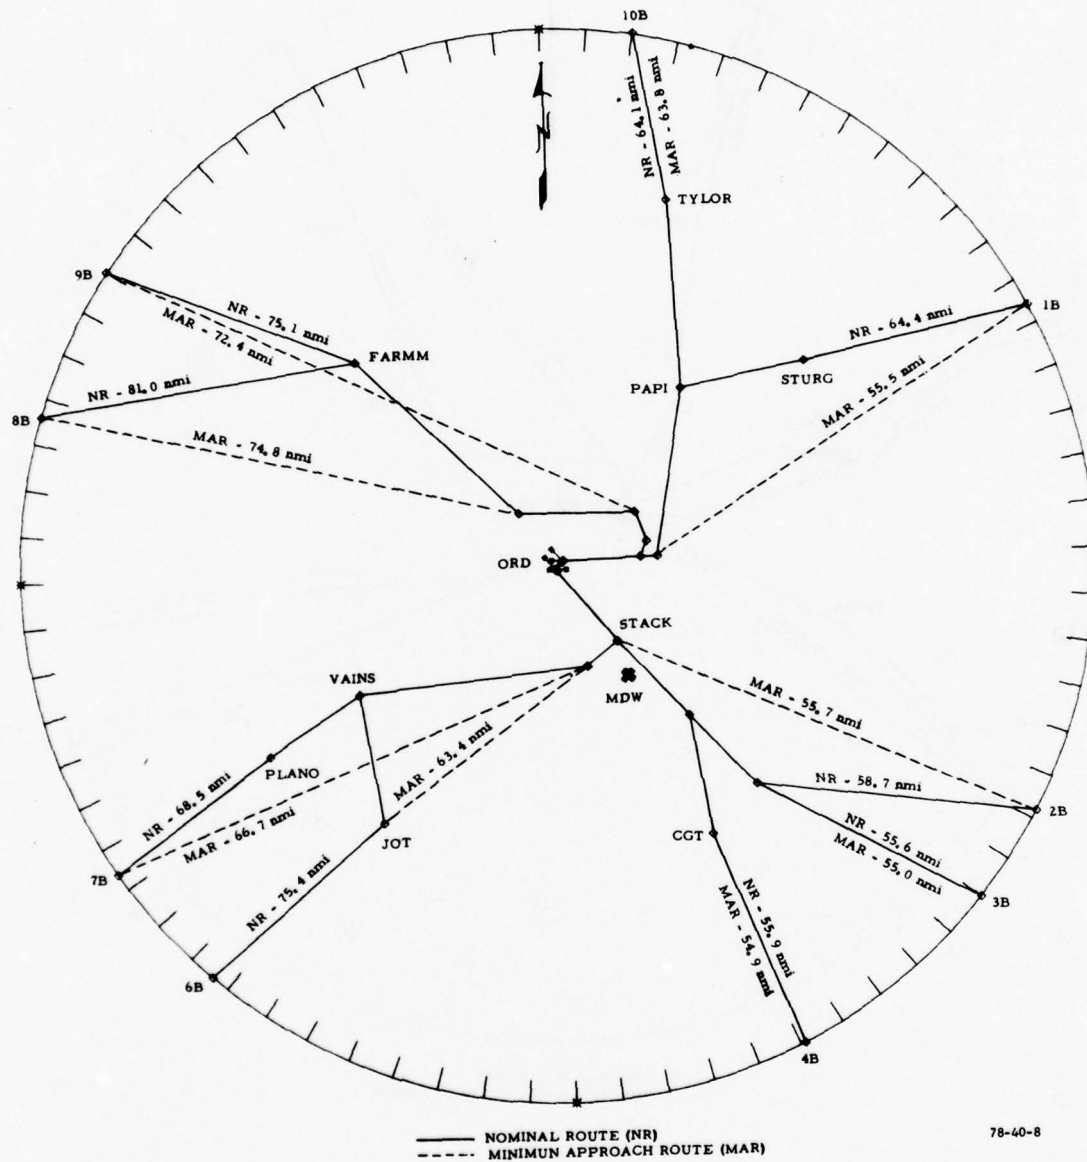 10B
N
NR - 64.1 nmi
MAR - 63.8 nmi
TYLOR
9B
NR - 75.1 nmi
MAR - 72.4 nmi
FARMM
NR - 64.4 nmi
1B
STURG
PAPI
MAR - 55.5 nmi
NR - 81.0 nmi
8B
MAR - 74.8 nmi
ORD
STACK
MDW
VAINS
MAR - 55.7 nmi
MAR - 63.4 nmi
PLANO
NR - 68.5 nmi
MAR - 66.7 nmi
JOT
NR - 58.7 nmi
2B
NR - 55.6 nmi
MAR - 55.0 nmi
CGT
7B
NR - 75.4 nmi
NR - 55.9 nmi
MAR - 54.9 nmi
3B
6B
4B
NOMINAL ROUTE (NR)
MINIMUN APPROACH ROUTE (MAR)
78-40-8